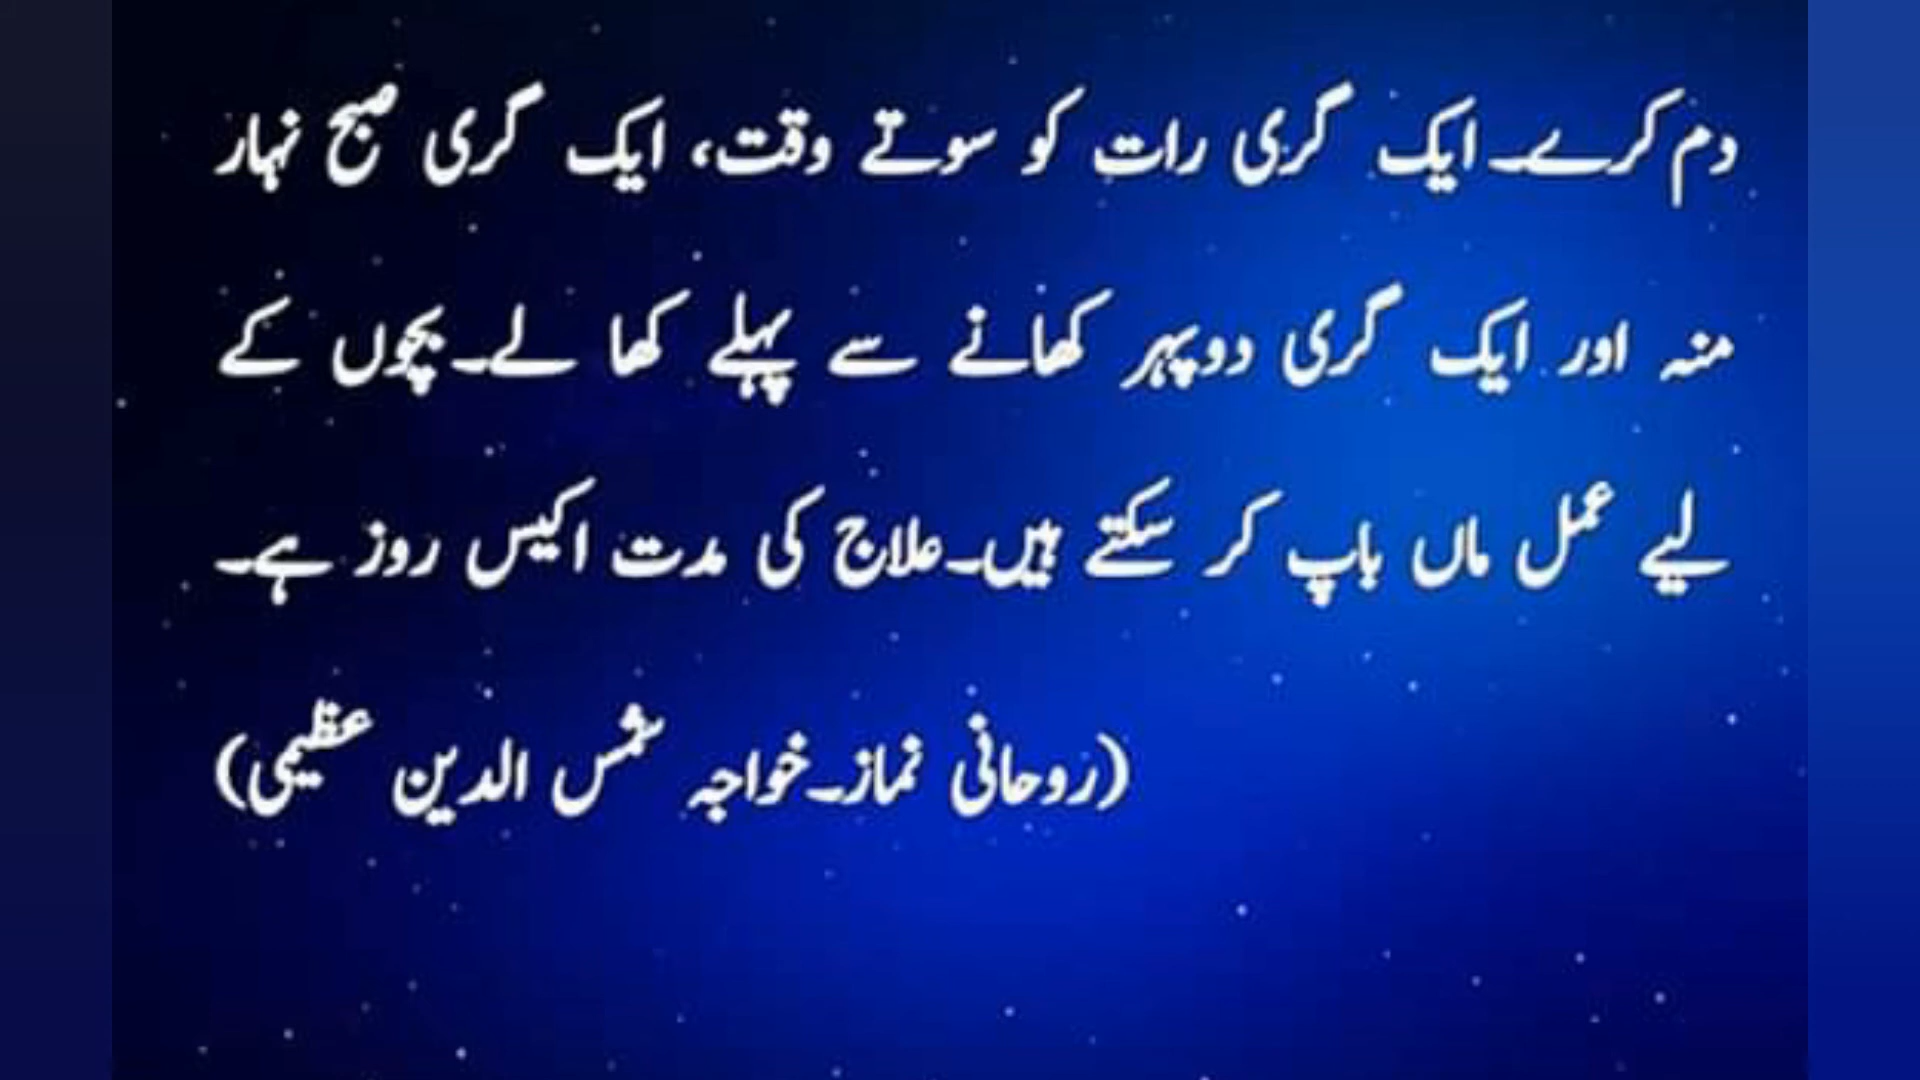 دم کرے۔ ایک گری رات کو سوتے وقت، ایک گری صبح نہار
منہ اور ایک گری دوپہر کھانے سے پہلے کھا لے۔ بچوں کے
لیے عمل ماں باپ کر سکتے ہیں۔ علاج کی مدت اکیس روز ہے۔
(روحانی نماز۔ خواجہ شمس الدین عظیمی)